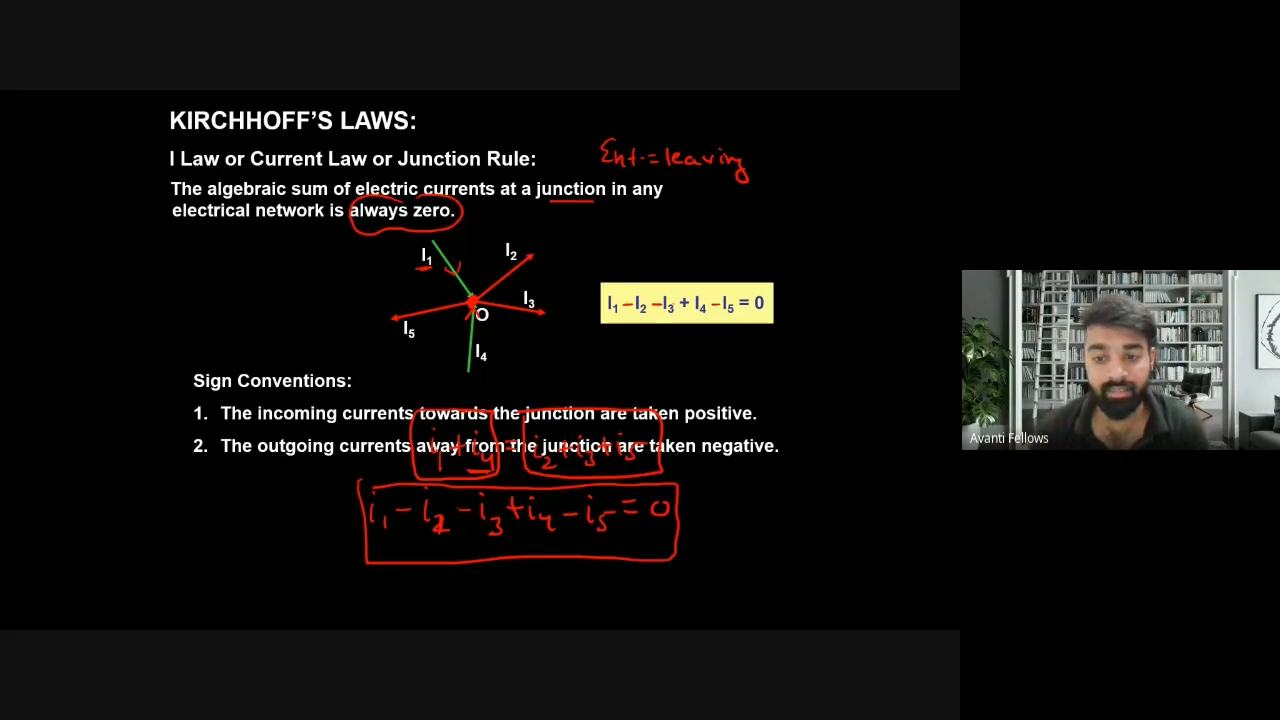 KIRCHHOFF'S LAWS:
I Law or Current Law or Junction Rule:
Ent. = leaving
The algebraic sum of electric currents at a junction in any
electrical network is always zero.
I1
I2
I3
O
I5
I4
I1 – I2 – I3 + I4 – I5 = 0
Sign Conventions:
1. The incoming currents towards the junction are taken positive.
2. The outgoing currents away from the junction are taken negative.
i1 + i4 = i2 + i3 + i5
i1 – i2 – i3 + i4 – i5 = 0
Avanti Fellows